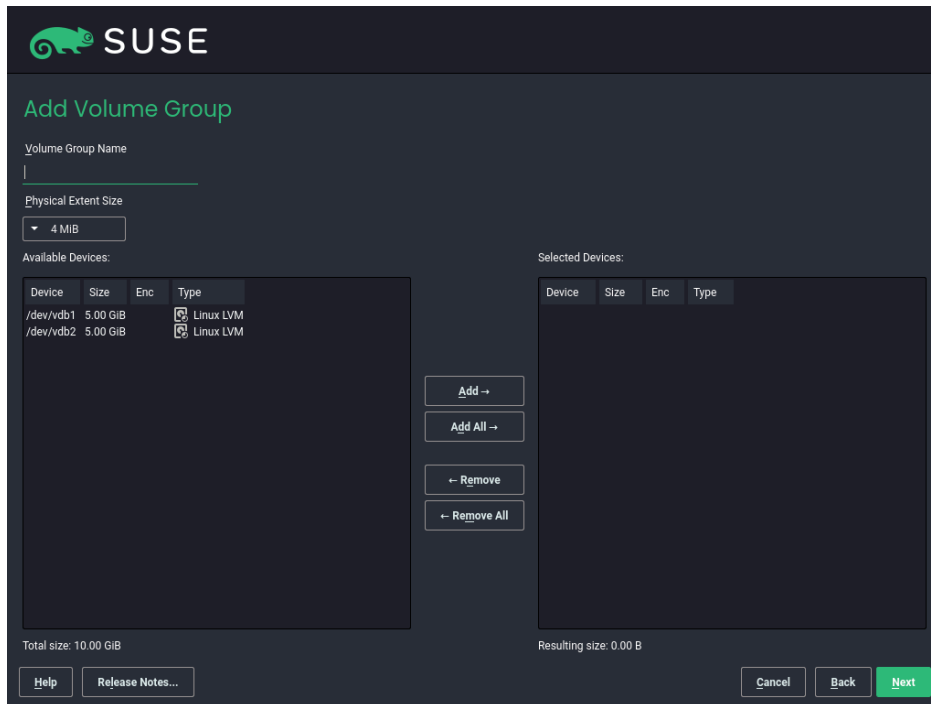 SUSE
Add Volume Group
Volume Group Name
Physical Extent Size
4 MiB
Available Devices:
Device Size Enc Type
/dev/vdb1 5.00 GiB Linux LVM
/dev/vdb2 5.00 GiB Linux LVM
Total size: 10.00 GiB
Add →
Add All →
← Remove
← Remove All
Selected Devices:
Device Size Enc Type
Resulting size: 0.00 B
Help Release Notes... Cancel Back Next